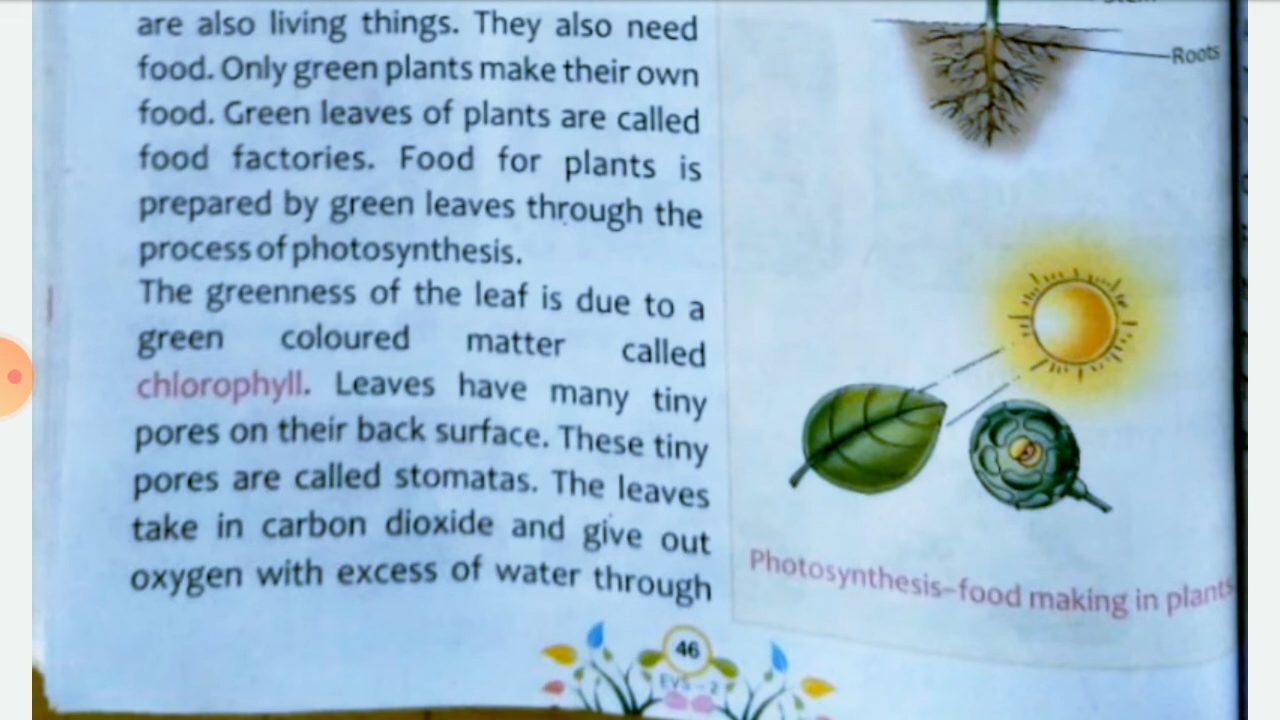 are also living things. They also need
food. Only green plants make their own
food. Green leaves of plants are called
food factories. Food for plants is
prepared by green leaves through the
process of photosynthesis.
The greenness of the leaf is due to a
green coloured matter called
chlorophyll. Leaves have many tiny
pores on their back surface. These tiny
pores are called stomatas. The leaves
take in carbon dioxide and give out
oxygen with excess of water through
Roots
Photosynthesis–food making in plants
46
EVS - 2